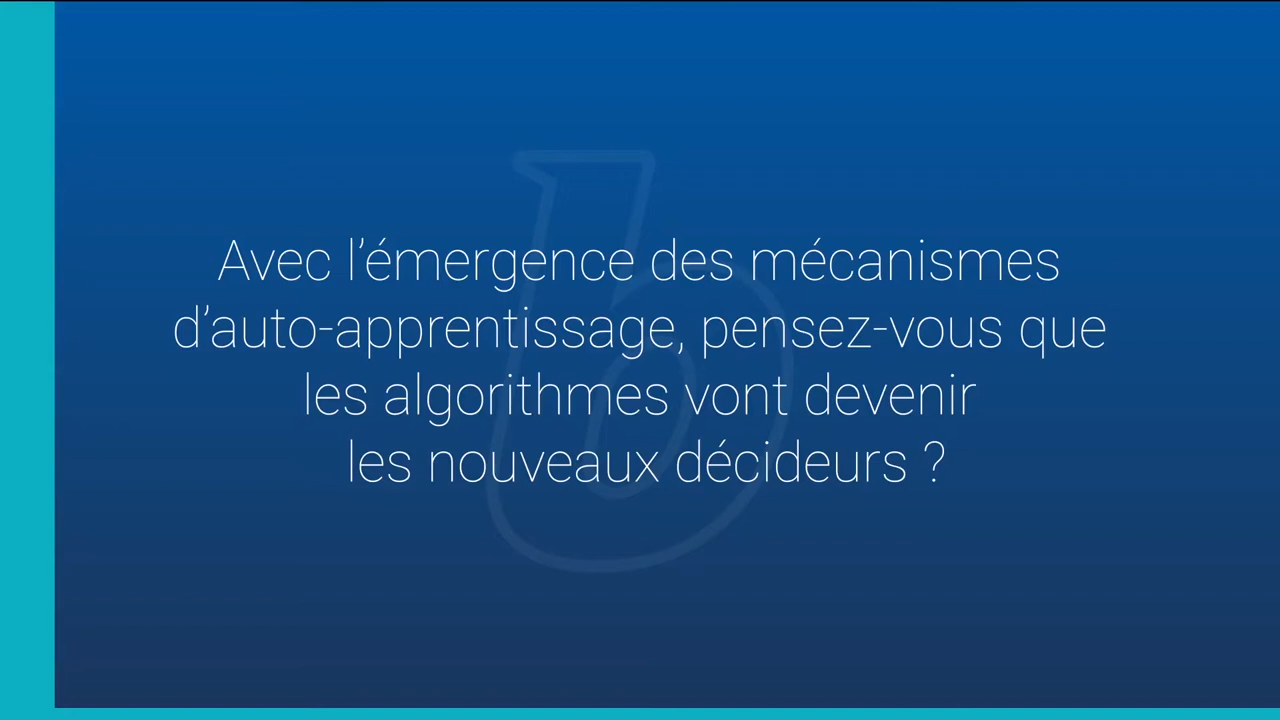 Avec l’émergence des mécanismes
d’auto-apprentissage, pensez-vous que
les algorithmes vont devenir
les nouveaux décideurs ?